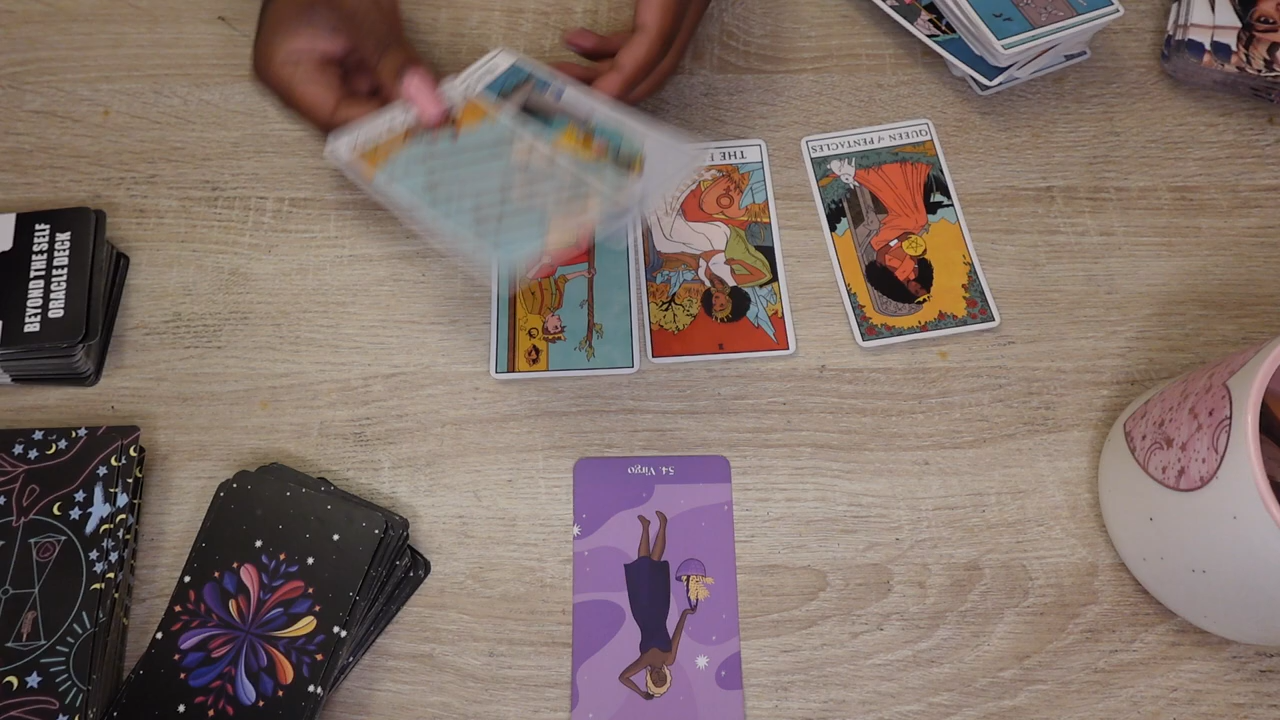 THE E
QUEEN of PENTACLES
BEYOND THE SELF
ORACLE DECK
54. Virgo